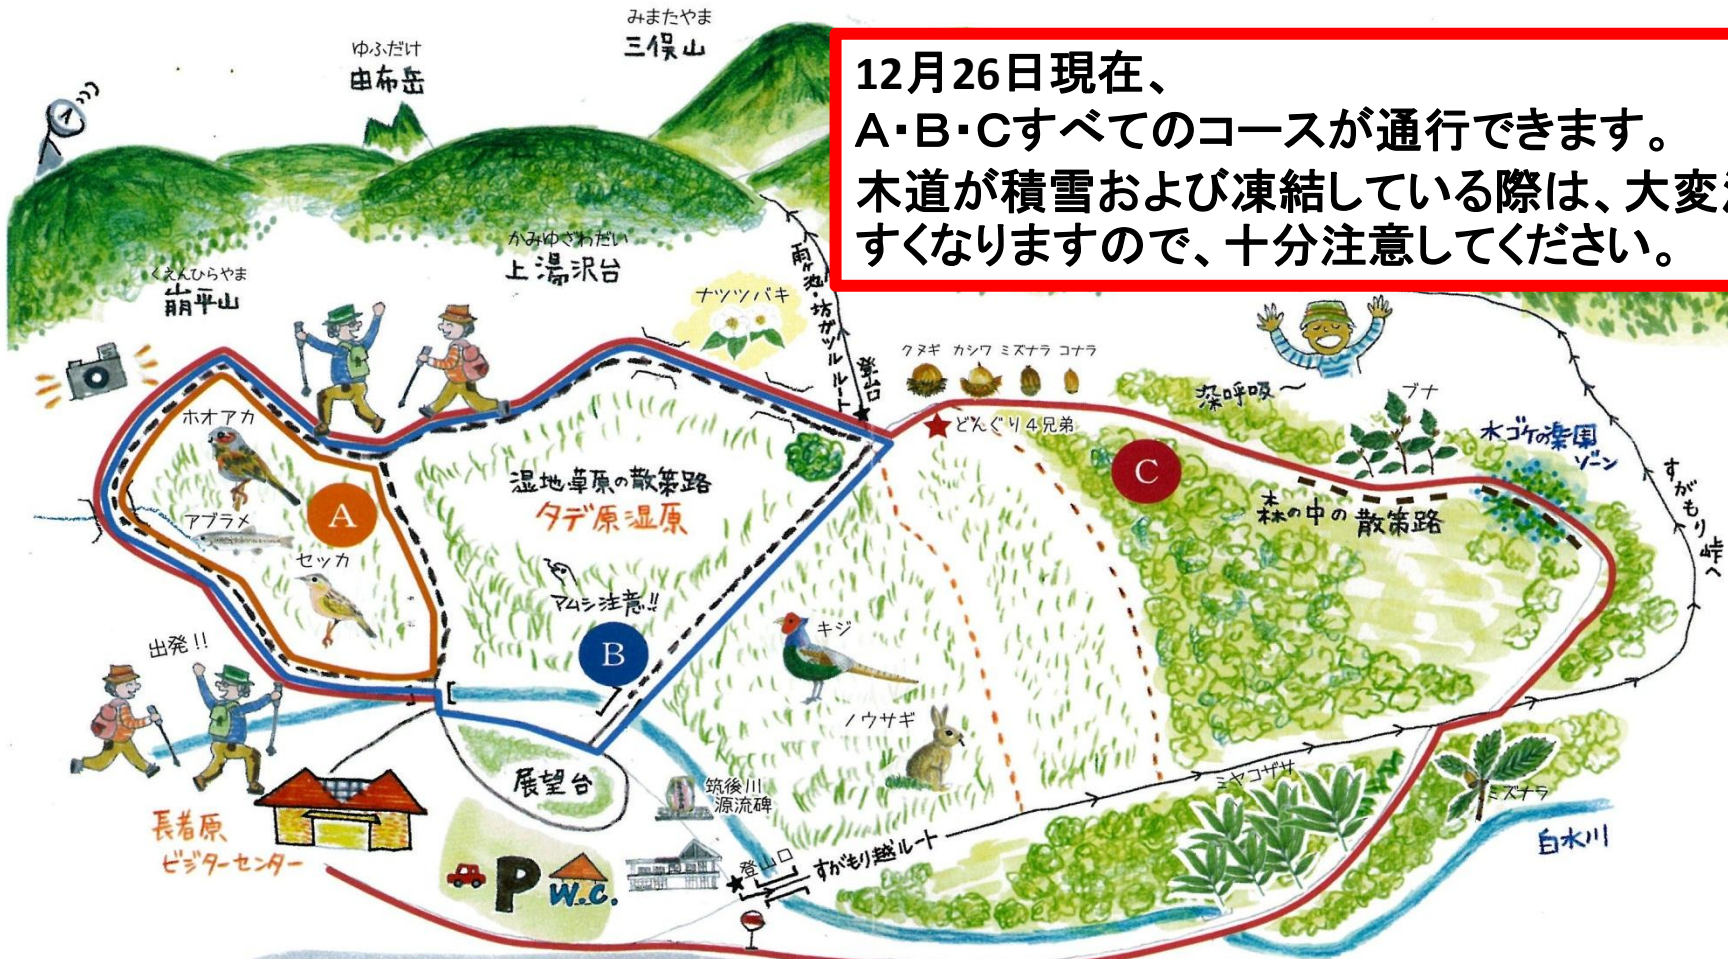 みまたやま
三俣山
ゆふだけ
由布岳
12月26日現在、
A・B・Cすべてのコースが通行できます。
木道が積雪および凍結している際は、大変
すくなりますので、十分注意してください。
かみゆざわだい
上湯沢台
くえんひらやま
崩平山
ナツツバキ
雨ヶ池・坊ガツルルート
登山口
クヌギ カシワ ミズナラ コナラ
どんぐり4兄弟
深呼吸〜
ブナ
水ゴケの楽園
ゾーン
すがもり峠へ
ホオアカ
A
アブラメ
セッカ
湿地草原の散策路
タデ原湿原
マムシ注意!!
B
C
森の中の散策路
キジ
ノウサギ
出発!!
長者原
ビジターセンター
展望台
筑後川
源流碑
P
W.C.
登山口
すがもり越ルート
ミヤコザサ
ミズナラ
白水川